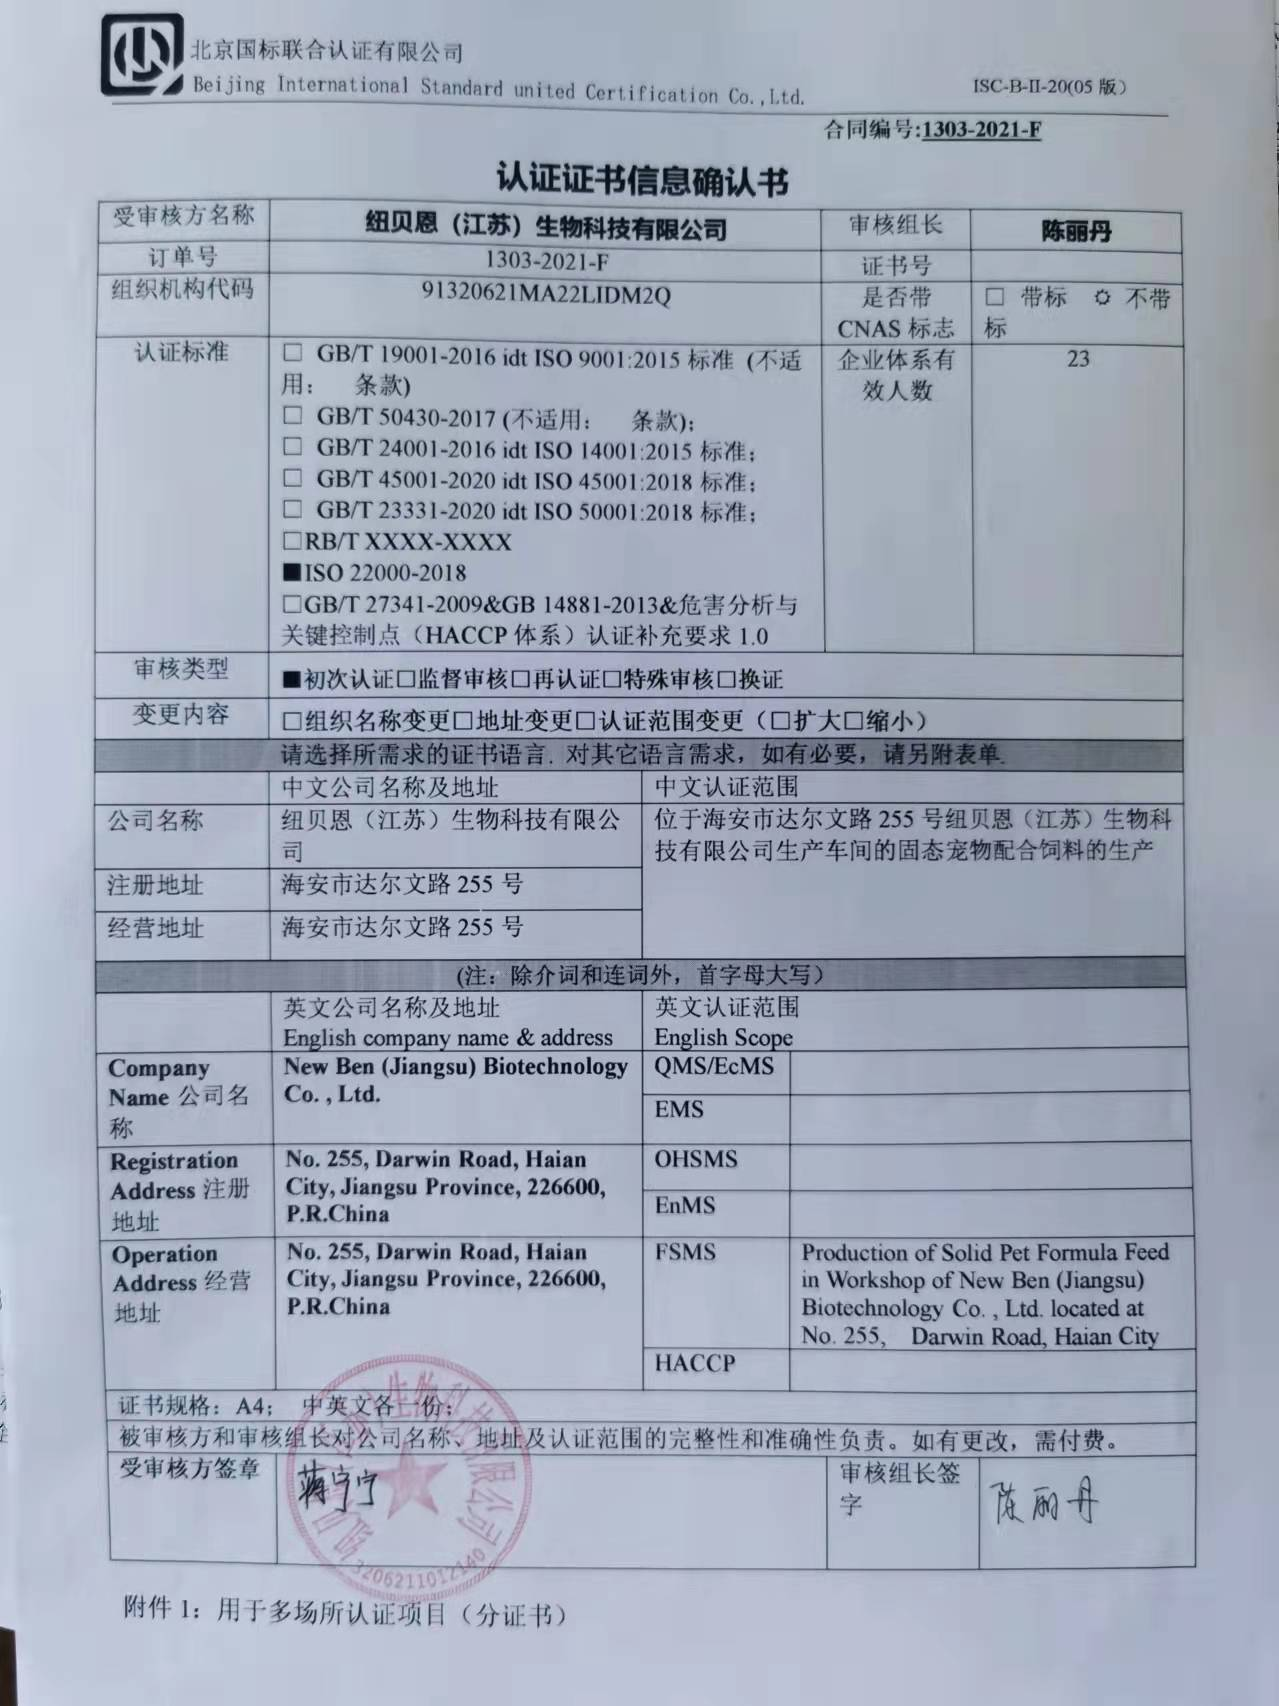 北京国标联合认证有限公司
Beijing International Standard united Certification Co.,Ltd.
ISC-B-II-20(05 版)
合同编号:1303-2021-F
认证证书信息确认书
受审核方名称 纽贝恩（江苏）生物科技有限公司 审核组长 陈丽丹
订单号 1303-2021-F 证书号
组织机构代码 91320621MA22LIDM2Q 是否带 □ 带标 不带
CNAS 标志 标
认证标准 □ GB/T 19001-2016 idt ISO 9001:2015 标准 (不适 企业体系有 23
用： 条款) 效人数
□ GB/T 50430-2017 (不适用： 条款);
□ GB/T 24001-2016 idt ISO 14001:2015 标准；
□ GB/T 45001-2020 idt ISO 45001:2018 标准；
□ GB/T 23331-2020 idt ISO 50001:2018 标准；
□RB/T XXXX-XXXX
■ISO 22000-2018
□GB/T 27341-2009&GB 14881-2013&危害分析与
关键控制点（HACCP 体系）认证补充要求 1.0
审核类型 ■初次认证□监督审核□再认证□特殊审核□换证
变更内容 □组织名称变更□地址变更□认证范围变更（□扩大□缩小）
请选择所需求的证书语言. 对其它语言需求，如有必要，请另附表单.
中文公司名称及地址 中文认证范围
公司名称 纽贝恩（江苏）生物科技有限公 位于海安市达尔文路 255 号纽贝恩（江苏）生物科
司 技有限公司生产车间的固态宠物配合饲料的生产
注册地址 海安市达尔文路 255 号
经营地址 海安市达尔文路 255 号
(注：除介词和连词外，首字母大写）
英文公司名称及地址 英文认证范围
English company name & address English Scope
Company New Ben (Jiangsu) Biotechnology QMS/EcMS
Name 公司名 Co. , Ltd.
称 EMS
Registration No. 255, Darwin Road, Haian OHSMS
Address 注册 City, Jiangsu Province, 226600,
地址 P.R.China EnMS
Operation No. 255, Darwin Road, Haian FSMS Production of Solid Pet Formula Feed
Address 经营 City, Jiangsu Province, 226600, in Workshop of New Ben (Jiangsu)
地址 P.R.China Biotechnology Co. , Ltd. located at
No. 255, Darwin Road, Haian City
HACCP
证书规格：A4； 中英文各一份；
被审核方和审核组长对公司名称、地址及认证范围的完整性和准确性负责。如有更改，需付费。
受审核方签章 蒋宁宁 审核组长签 陈丽丹
字
纽贝恩（江苏）生物科技有限公司
3206211012140
附件 1：用于多场所认证项目（分证书）